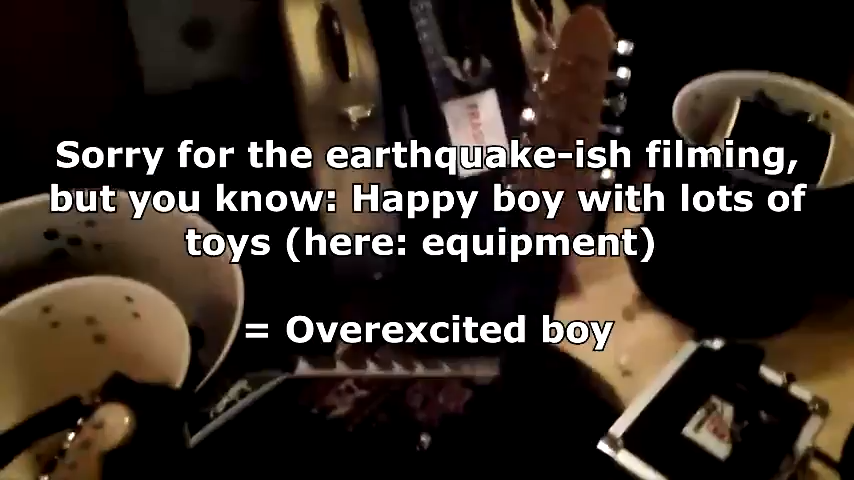 Sorry for the earthquake-ish filming,
but you know: Happy boy with lots of
toys (here: equipment)
= Overexcited boy